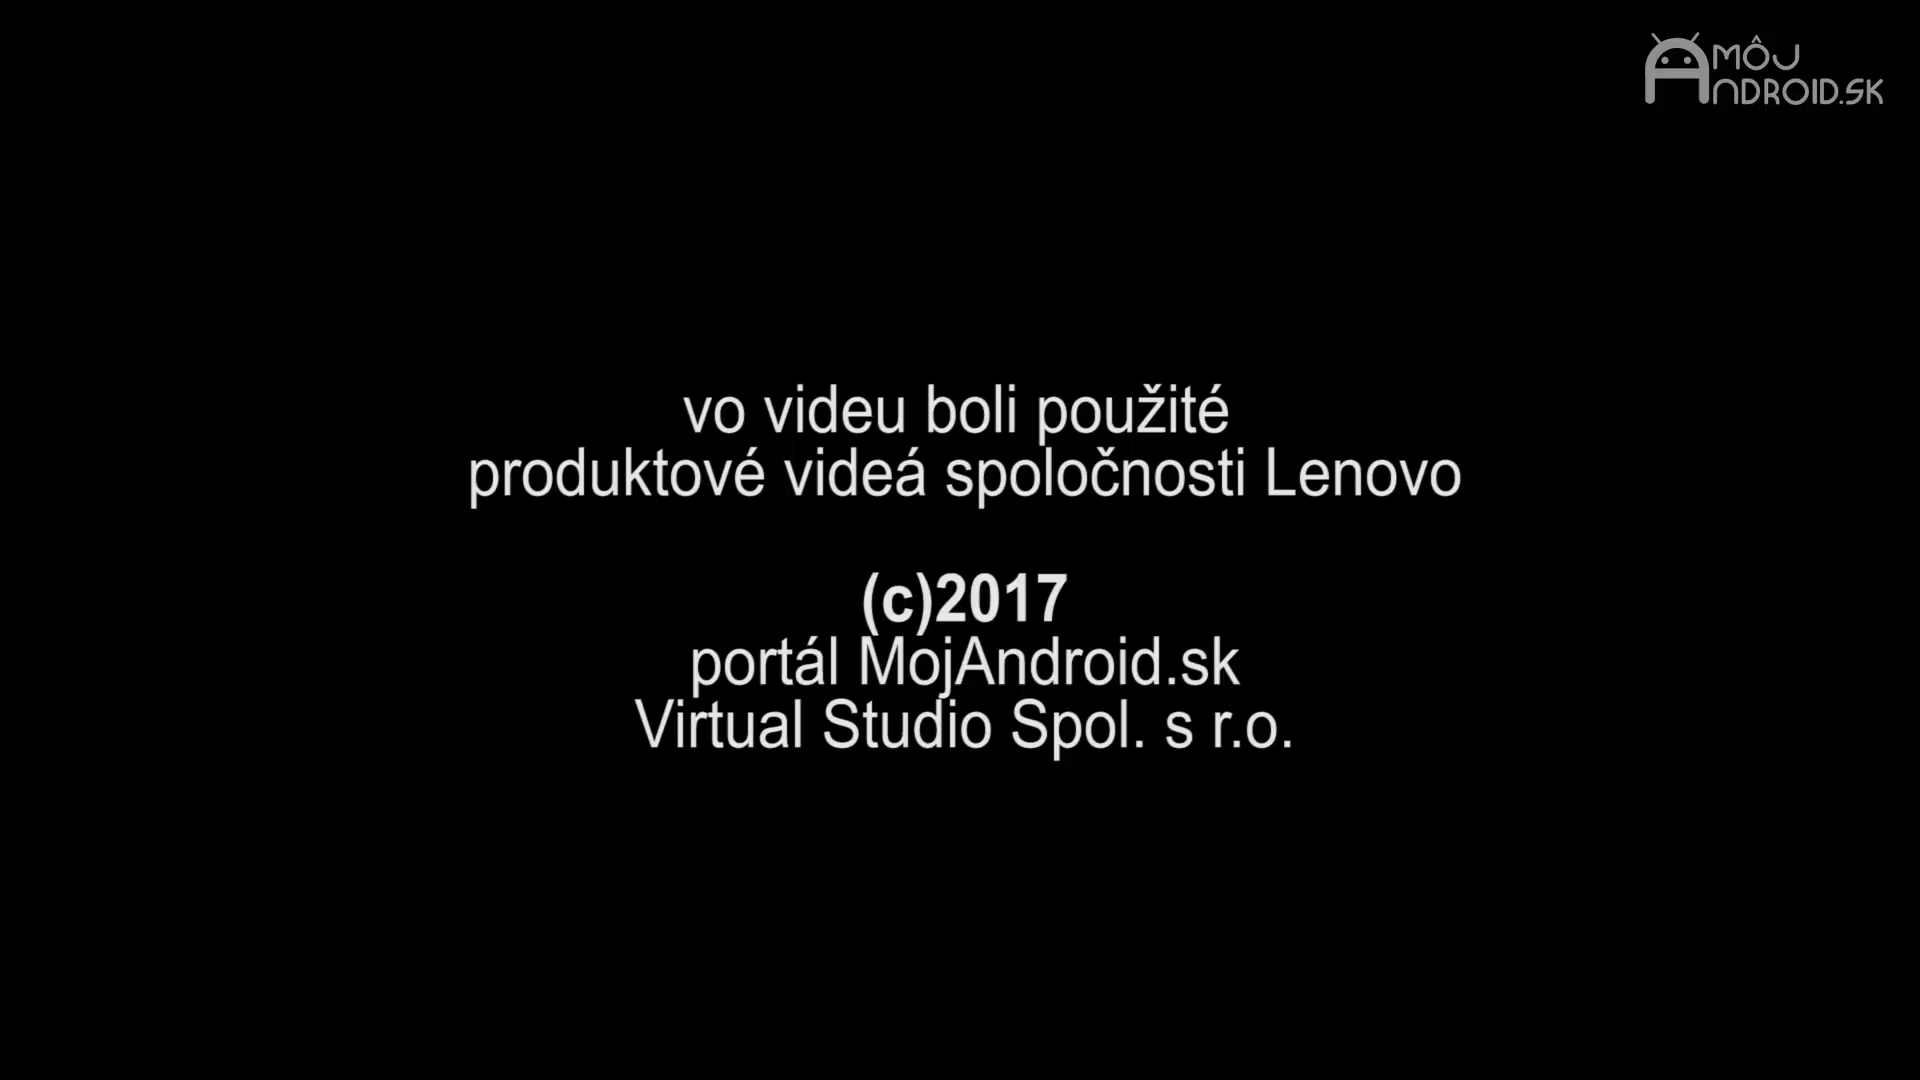 MÔJ
ANDROID.SK
vo videu boli použité
produktové videá spoločnosti Lenovo
(c)2017
portál MojAndroid.sk
Virtual Studio Spol. s r.o.